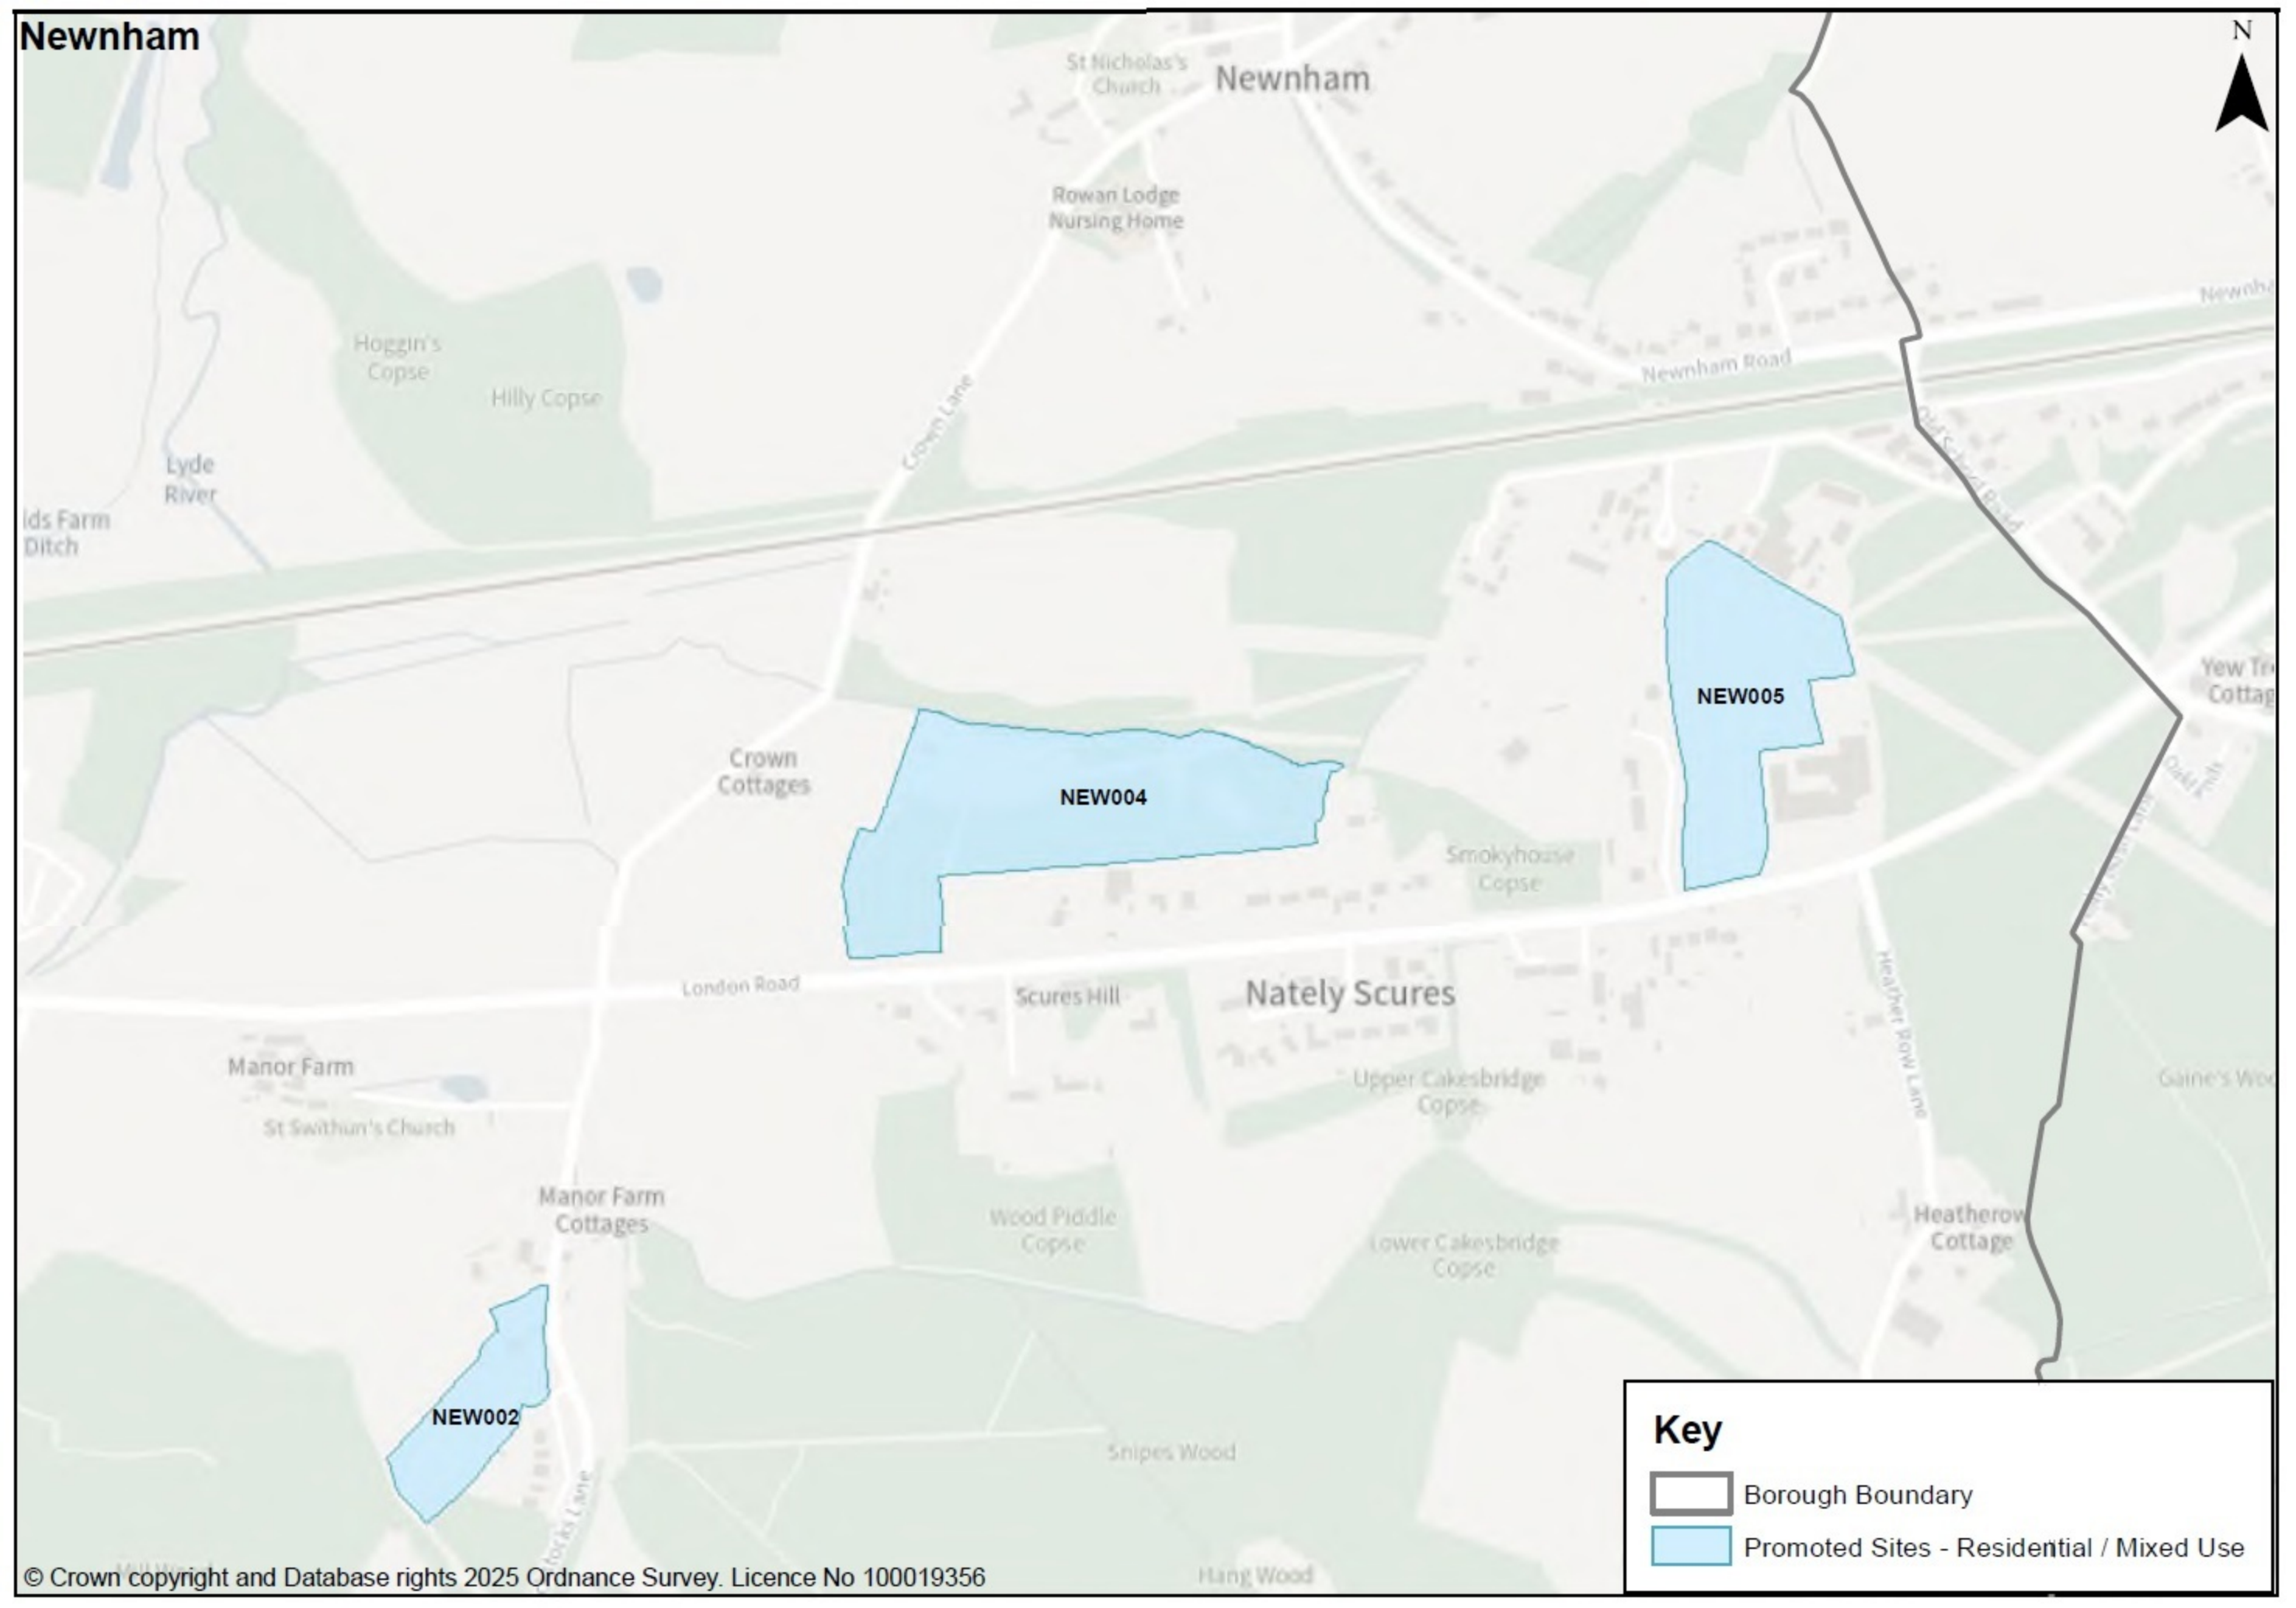 Newnham
N
St Nicholas's
Church
Newnham
Rowan Lodge
Nursing Home
Newnham Road
Hoggin's
Copse
Hilly Copse
Crown Lane
Old School Road
Lyde
River
lds Farm
Ditch
Yew Tre
Cottag
NEW005
Crown
Cottages
NEW004
Smokyhouse
Copse
London Road
Scures Hill
Nately Scures
Heather Row Lane
Manor Farm
St Swithun's Church
Upper Cakesbridge
Copse
Gaine's Woo
Manor Farm
Cottages
Wood Piddle
Copse
Lower Cakesbridge
Copse
Heatherow
Cottage
NEW002
Snipes Wood
Hang Wood
Key
Borough Boundary
Promoted Sites - Residential / Mixed Use
© Crown copyright and Database rights 2025 Ordnance Survey. Licence No 100019356